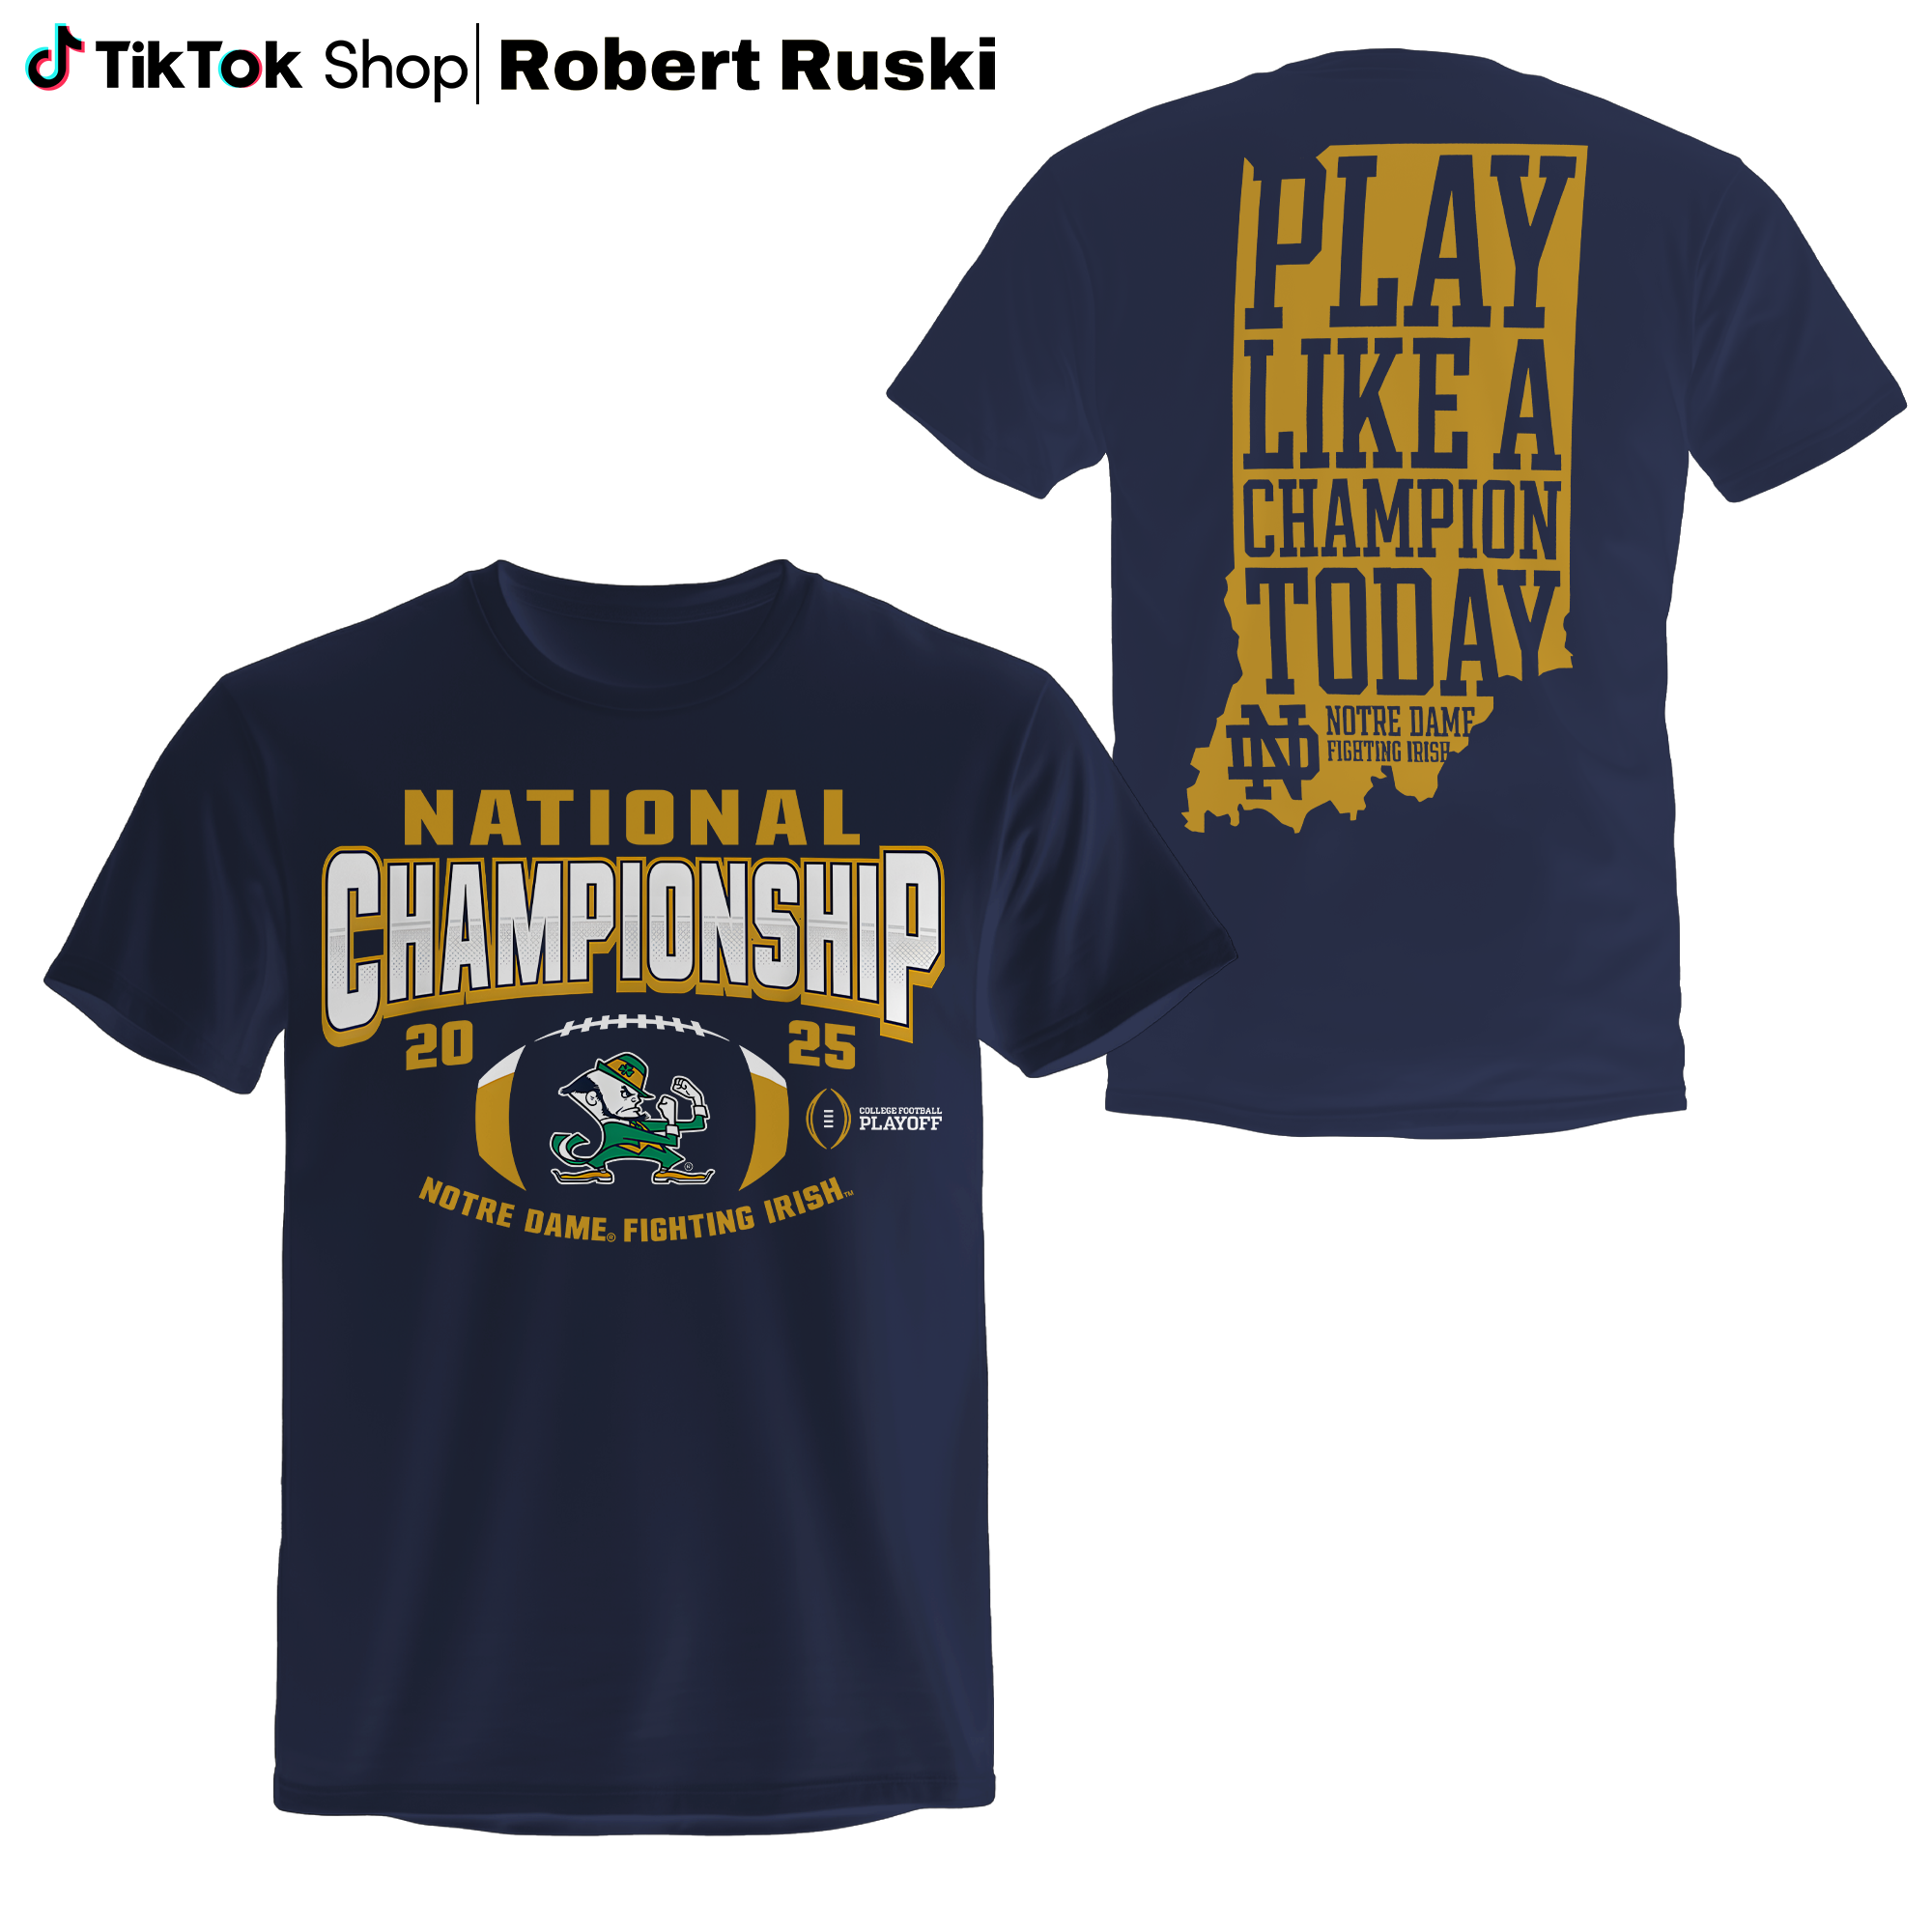 TikTok Shop | Robert Ruski
PLAY
LIKE A
CHAMPION
TODAY
ND NOTRE DAME
FIGHTING IRISH
NATIONAL
CHAMPIONSHIP
20 25
COLLEGE FOOTBALL
PLAYOFF
®
NOTRE DAME® FIGHTING IRISH™